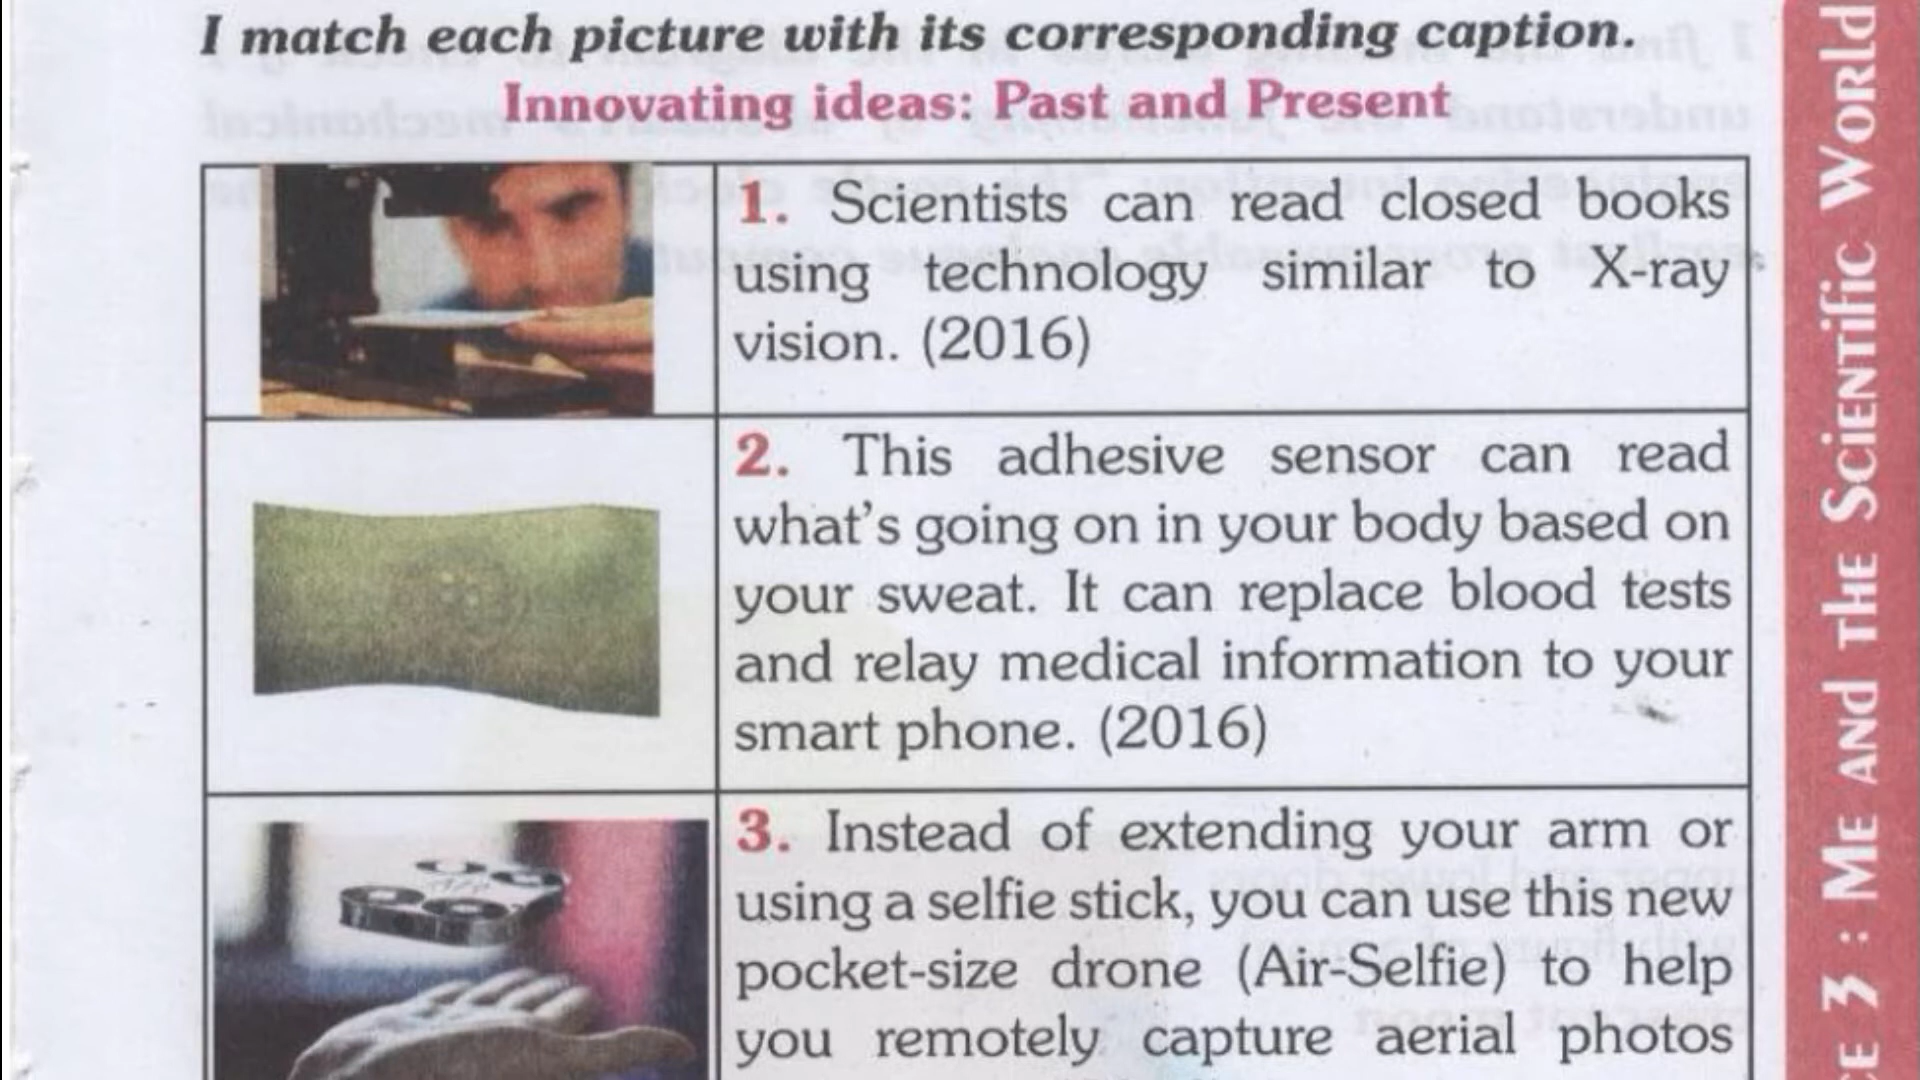 I match each picture with its corresponding caption.
Innovating ideas: Past and Present
1. Scientists can read closed books
using technology similar to X-ray
vision. (2016)
2. This adhesive sensor can read
what's going on in your body based on
your sweat. It can replace blood tests
and relay medical information to your
smart phone. (2016)
3. Instead of extending your arm or
using a selfie stick, you can use this new
pocket-size drone (Air-Selfie) to help
you remotely capture aerial photos
CE 3 : ME AND THE SCIENTIFIC WORLD